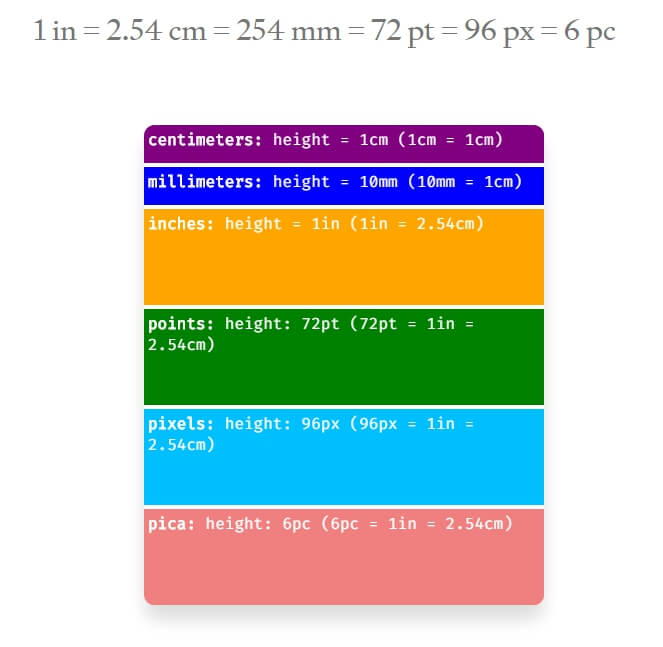 1 in = 2.54 cm = 254 mm = 72 pt = 96 px = 6 pc
centimeters: height = 1cm (1cm = 1cm)
millimeters: height = 10mm (10mm = 1cm)
inches: height = 1in (1in = 2.54cm)
points: height: 72pt (72pt = 1in =
2.54cm)
pixels: height: 96px (96px = 1in =
2.54cm)
pica: height: 6pc (6pc = 1in = 2.54cm)